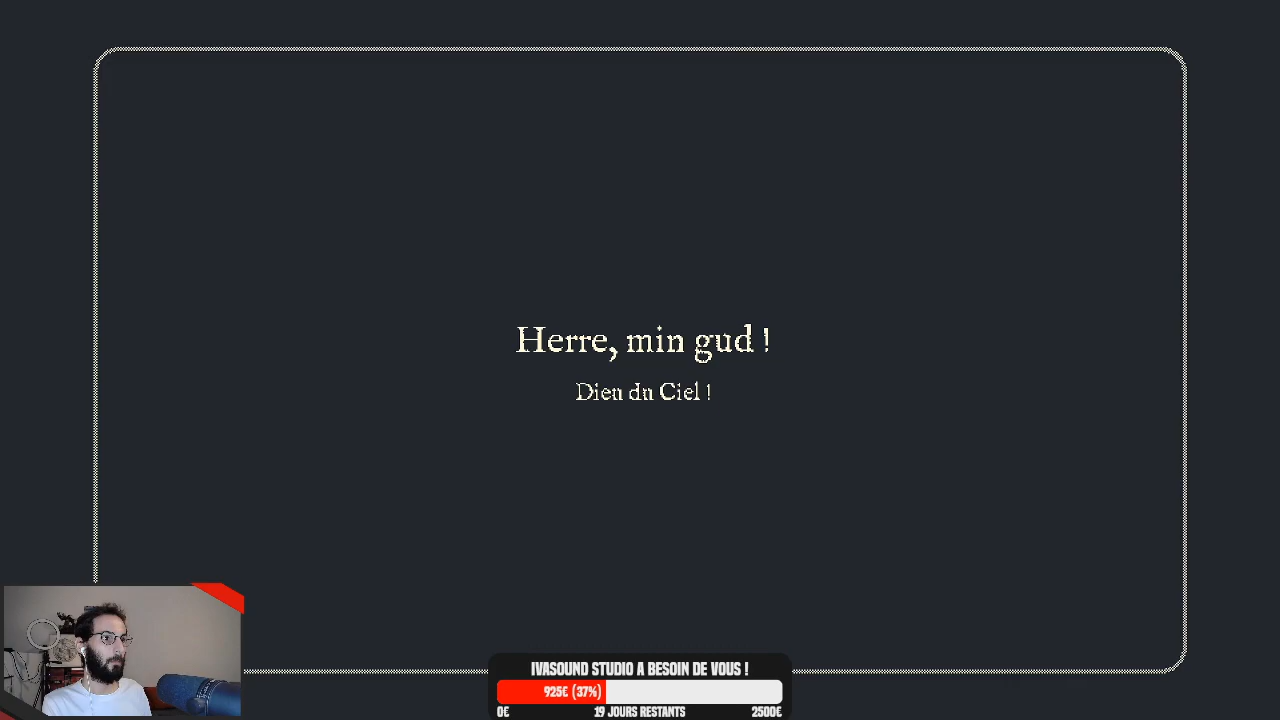 Herre, min gud !
Dieu du Ciel !
IVASOUND STUDIO A BESOIN DE VOUS !
925€ (37%)
0€ 19 JOURS RESTANTS 2500€